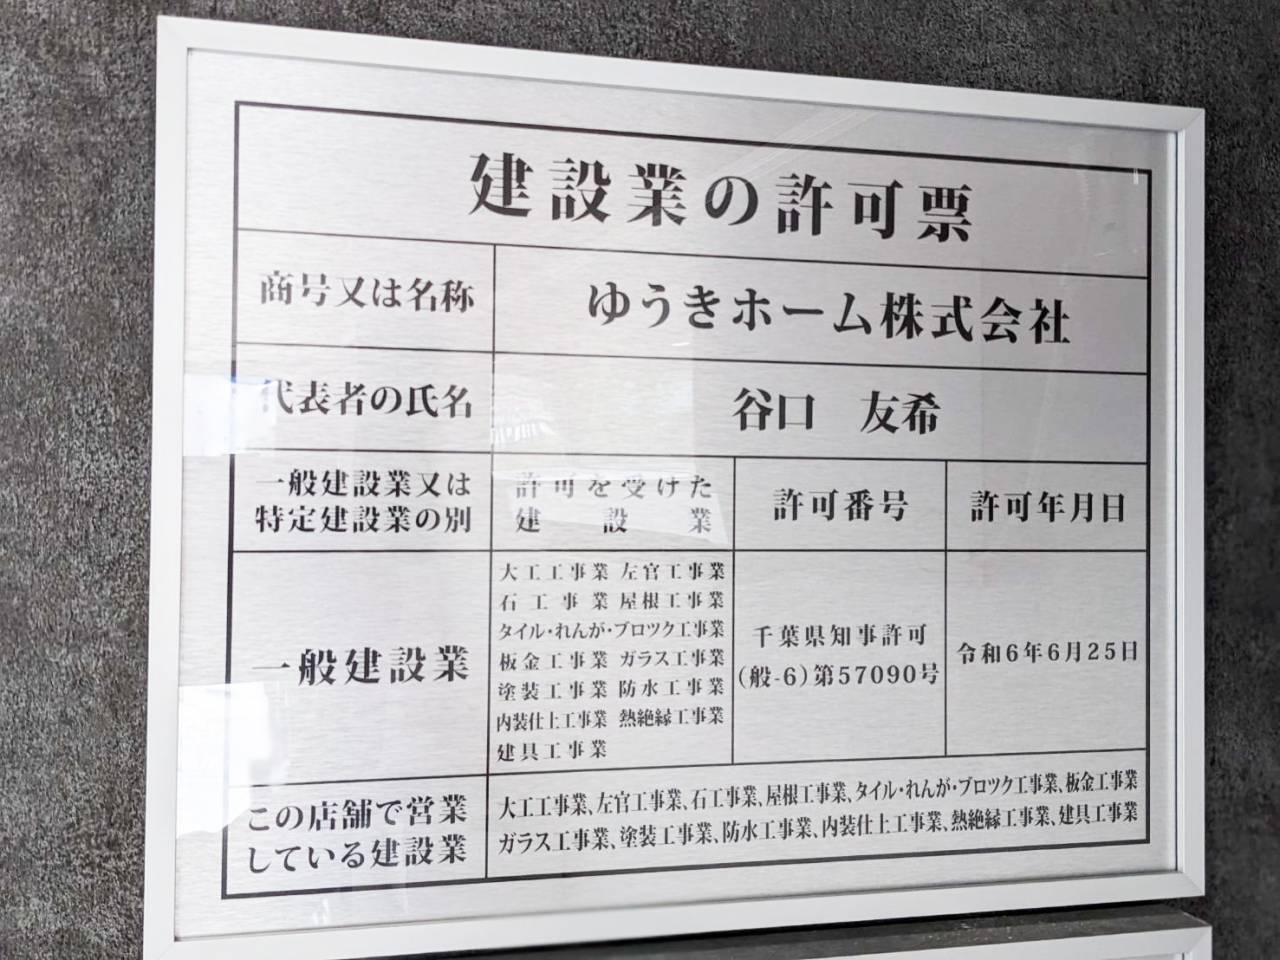 建設業の許可票
商号又は名称
ゆうきホーム株式会社
代表者の氏名
谷口 友希
一般建設業又は
特定建設業の別
許可を受けた
建設業
許可番号
許可年月日
一般建設業
大工工事業 左官工事業
石工事業 屋根工事業
タイル・れんが・ブロツク工事業
板金工事業 ガラス工事業
塗装工事業 防水工事業
内装仕上工事業 熱絶縁工事業
建具工事業
千葉県知事許可
(般-6)第57090号
令和6年6月25日
この店舗で営業
している建設業
大工工事業、左官工事業、石工事業、屋根工事業、タイル・れんが・ブロツク工事業、板金工事業
ガラス工事業、塗装工事業、防水工事業、内装仕上工事業、熱絶縁工事業、建具工事業